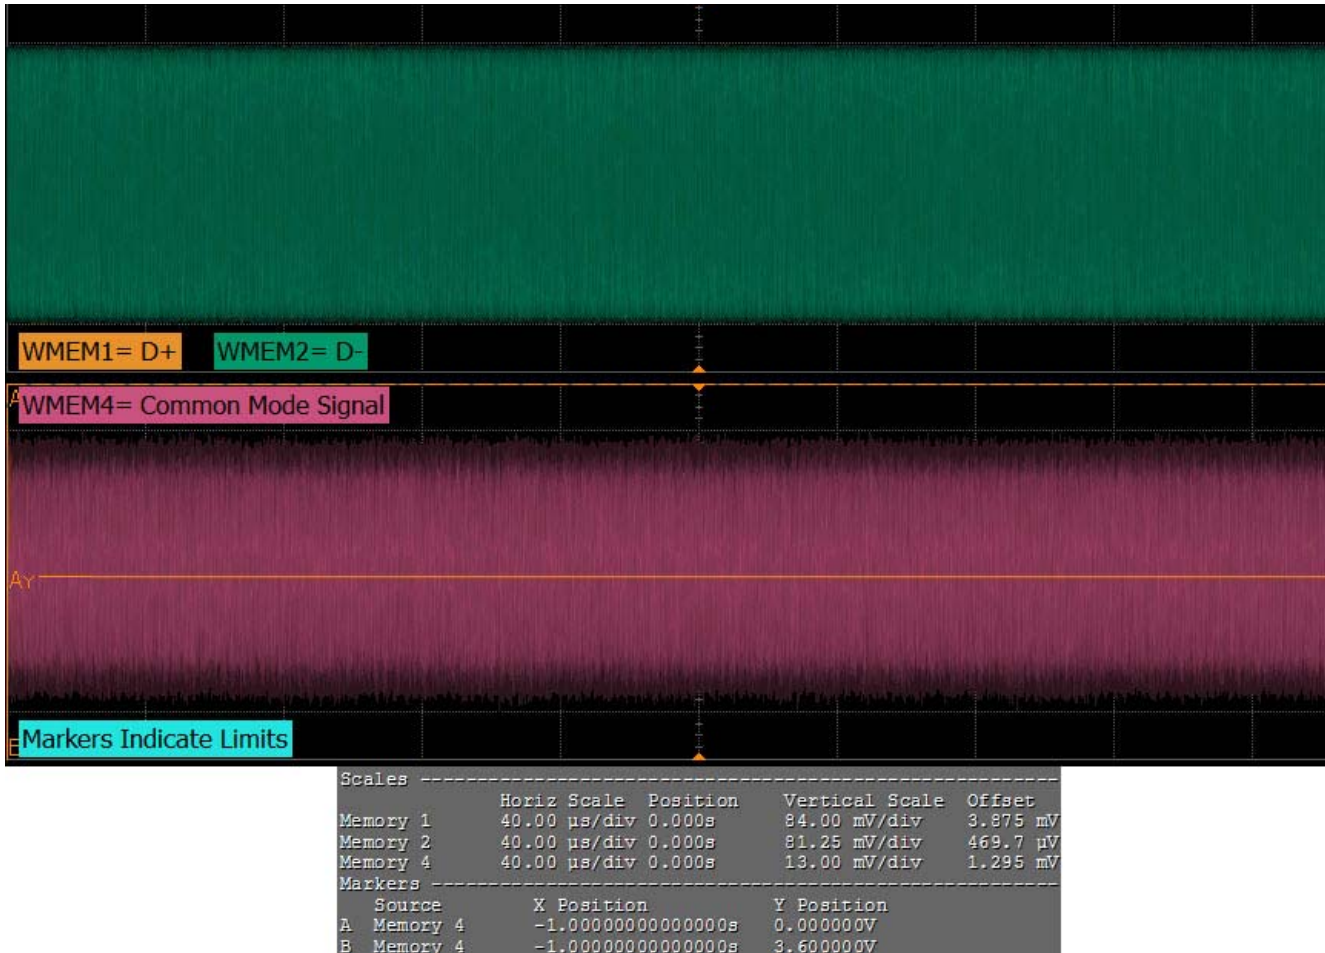 WMEM1= D+ WMEM2= D-
A
WMEM4= Common Mode Signal
AY
Markers Indicate Limits
Scales
Horiz Scale Position Vertical Scale Offset
Memory 1 40.00 µs/div 0.000s 84.00 mV/div 3.875 mV
Memory 2 40.00 µs/div 0.000s 81.25 mV/div 469.7 µV
Memory 4 40.00 µs/div 0.000s 13.00 mV/div 1.295 mV
Markers
Source X Position Y Position
A Memory 4 -1.00000000000000s 0.000000V
B Memory 4 -1.00000000000000s 3.600000V